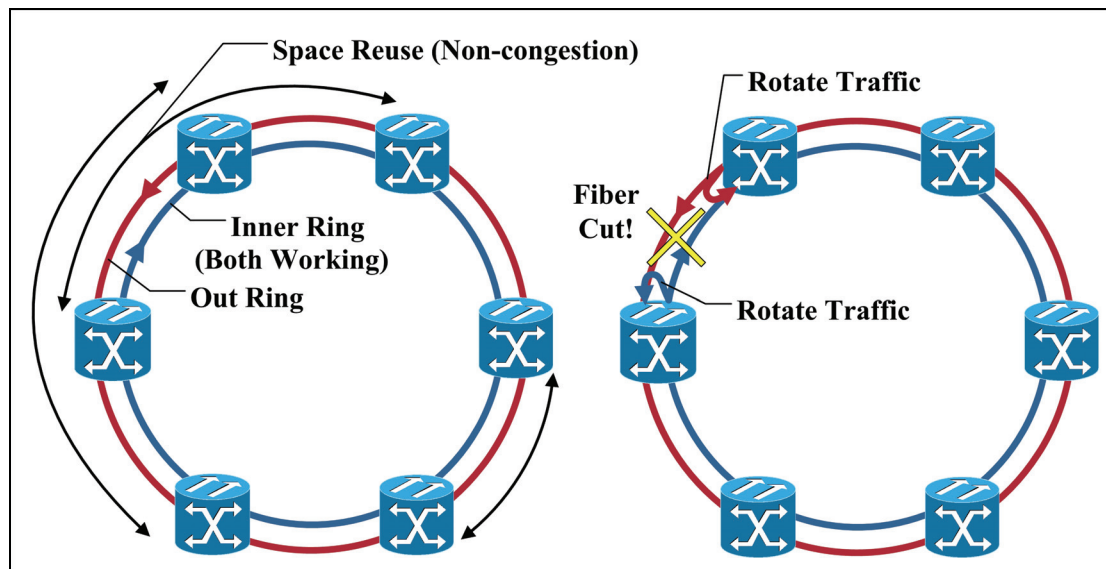 Space Reuse (Non-congestion)
Inner Ring
(Both Working)
Out Ring
Rotate Traffic
Fiber
Cut!
Rotate Traffic